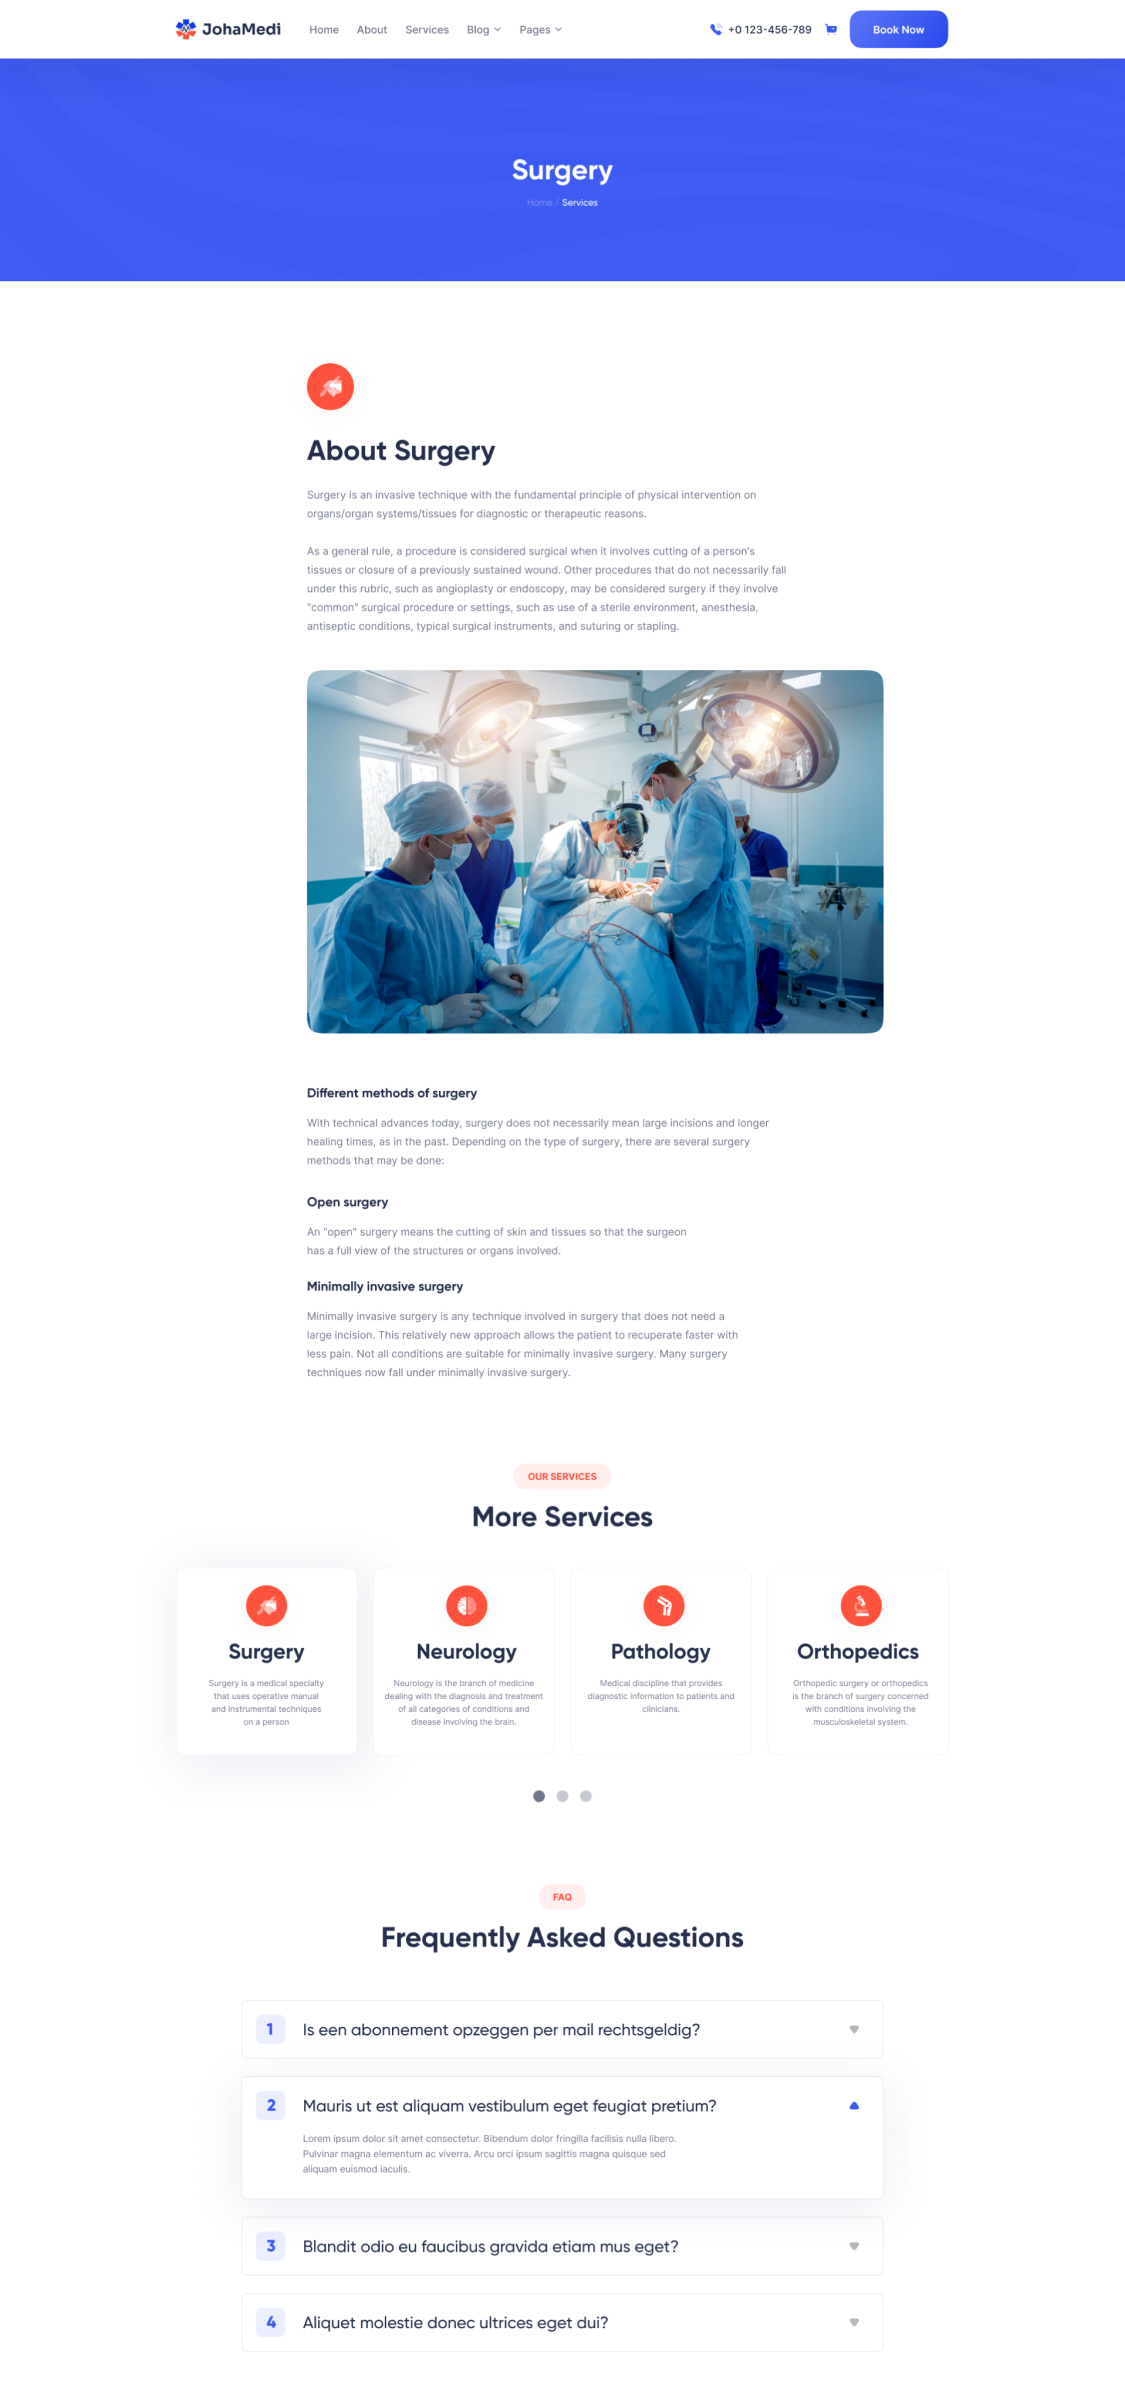 JohaMedi
Home About Services Blog Pages
+0 123-456-789
Book Now
Surgery
Home / Services
About Surgery
Surgery is an invasive technique with the fundamental principle of physical intervention on
organs/organ systems/tissues for diagnostic or therapeutic reasons.
As a general rule, a procedure is considered surgical when it involves cutting of a person's
tissues or closure of a previously sustained wound. Other procedures that do not necessarily fall
under this rubric, such as angioplasty or endoscopy, may be considered surgery if they involve
"common" surgical procedure or settings, such as use of a sterile environment, anesthesia,
antiseptic conditions, typical surgical instruments, and suturing or stapling.
Different methods of surgery
With technical advances today, surgery does not necessarily mean large incisions and longer
healing times, as in the past. Depending on the type of surgery, there are several surgery
methods that may be done:
Open surgery
An "open" surgery means the cutting of skin and tissues so that the surgeon
has a full view of the structures or organs involved.
Minimally invasive surgery
Minimally invasive surgery is any technique involved in surgery that does not need a
large incision. This relatively new approach allows the patient to recuperate faster with
less pain. Not all conditions are suitable for minimally invasive surgery. Many surgery
techniques now fall under minimally invasive surgery.
OUR SERVICES
More Services
Surgery
Surgery is a medical specialty
that uses operative manual
and instrumental techniques
on a person
Neurology
Neurology is the branch of medicine
dealing with the diagnosis and treatment
of all categories of conditions and
disease involving the brain.
Pathology
Medical discipline that provides
diagnostic information to patients and
clinicians.
Orthopedics
Orthopedic surgery or orthopedics
is the branch of surgery concerned
with conditions involving the
musculoskeletal system.
FAQ
Frequently Asked Questions
1 Is een abonnement opzeggen per mail rechtsgeldig?
2 Mauris ut est aliquam vestibulum eget feugiat pretium?
Lorem ipsum dolor sit amet consectetur. Bibendum dolor fringilla facilisis nulla libero.
Pulvinar magna elementum ac viverra. Arcu orci ipsum sagittis magna quisque sed
aliquam euismod iaculis.
3 Blandit odio eu faucibus gravida etiam mus eget?
4 Aliquet molestie donec ultrices eget dui?